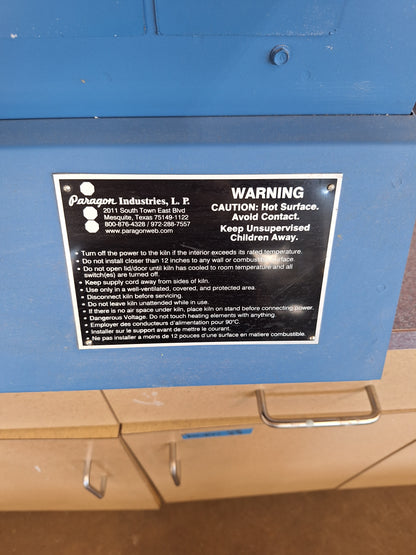 Paragon Industries, L. P.
2011 South Town East Blvd
Mesquite, Texas 75149-1122
800-876-4328 / 972-288-7557
www.paragonweb.com
WARNING
CAUTION: Hot Surface.
Avoid Contact.
Keep Unsupervised
Children Away.
• Turn off the power to the kiln if the interior exceeds its rated temperature.
• Do not install closer than 12 inches to any wall or combustible surface.
• Do not open lid/door until kiln has cooled to room temperature and all
switch(es) are turned off.
• Keep supply cord away from sides of kiln.
• Use only in a well-ventilated, covered, and protected area.
• Disconnect kiln before servicing.
• Do not leave kiln unattended while in use.
• If there is no air space under kiln, place kiln on stand before connecting power.
• Dangerous Voltage. Do not touch heating elements with anything.
• Employer des conducteurs d'alimentation pour 90°C.
• Installer sur le support avant de mettre le courant.
• Ne pas installer a moins de 12 pouces d'une surface en matiere combustible.